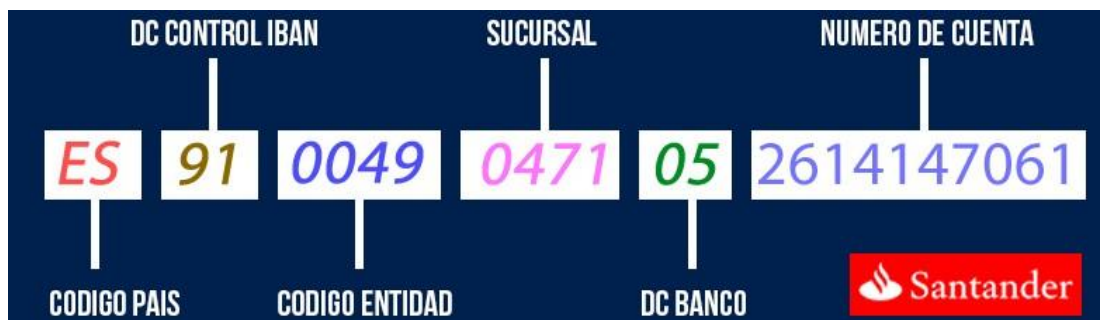 DC CONTROL IBAN SUCURSAL NUMERO DE CUENTA
ES 91 0049 0471 05 2614147061
CODIGO PAIS CODIGO ENTIDAD DC BANCO
Santander